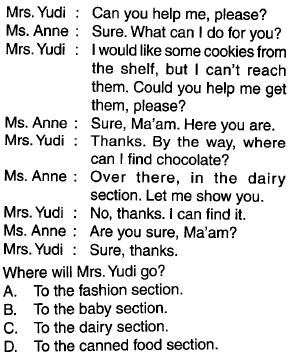 Mrs. Yudi : Can you help me, please?
Ms. Anne : Sure. What can I do for you?
Mrs. Yudi : I would like some cookies from
the shelf, but I can't reach
them. Could you help me get
them, please?
Ms. Anne : Sure, Ma'am. Here you are.
Mrs. Yudi : Thanks. By the way, where
can I find chocolate?
Ms. Anne : Over there, in the dairy
section. Let me show you.
Mrs. Yudi : No, thanks. I can find it.
Ms. Anne : Are you sure, Ma'am?
Mrs. Yudi : Sure, thanks.
Where will Mrs. Yudi go?
A. To the fashion section.
B. To the baby section.
C. To the dairy section.
D. To the canned food section.